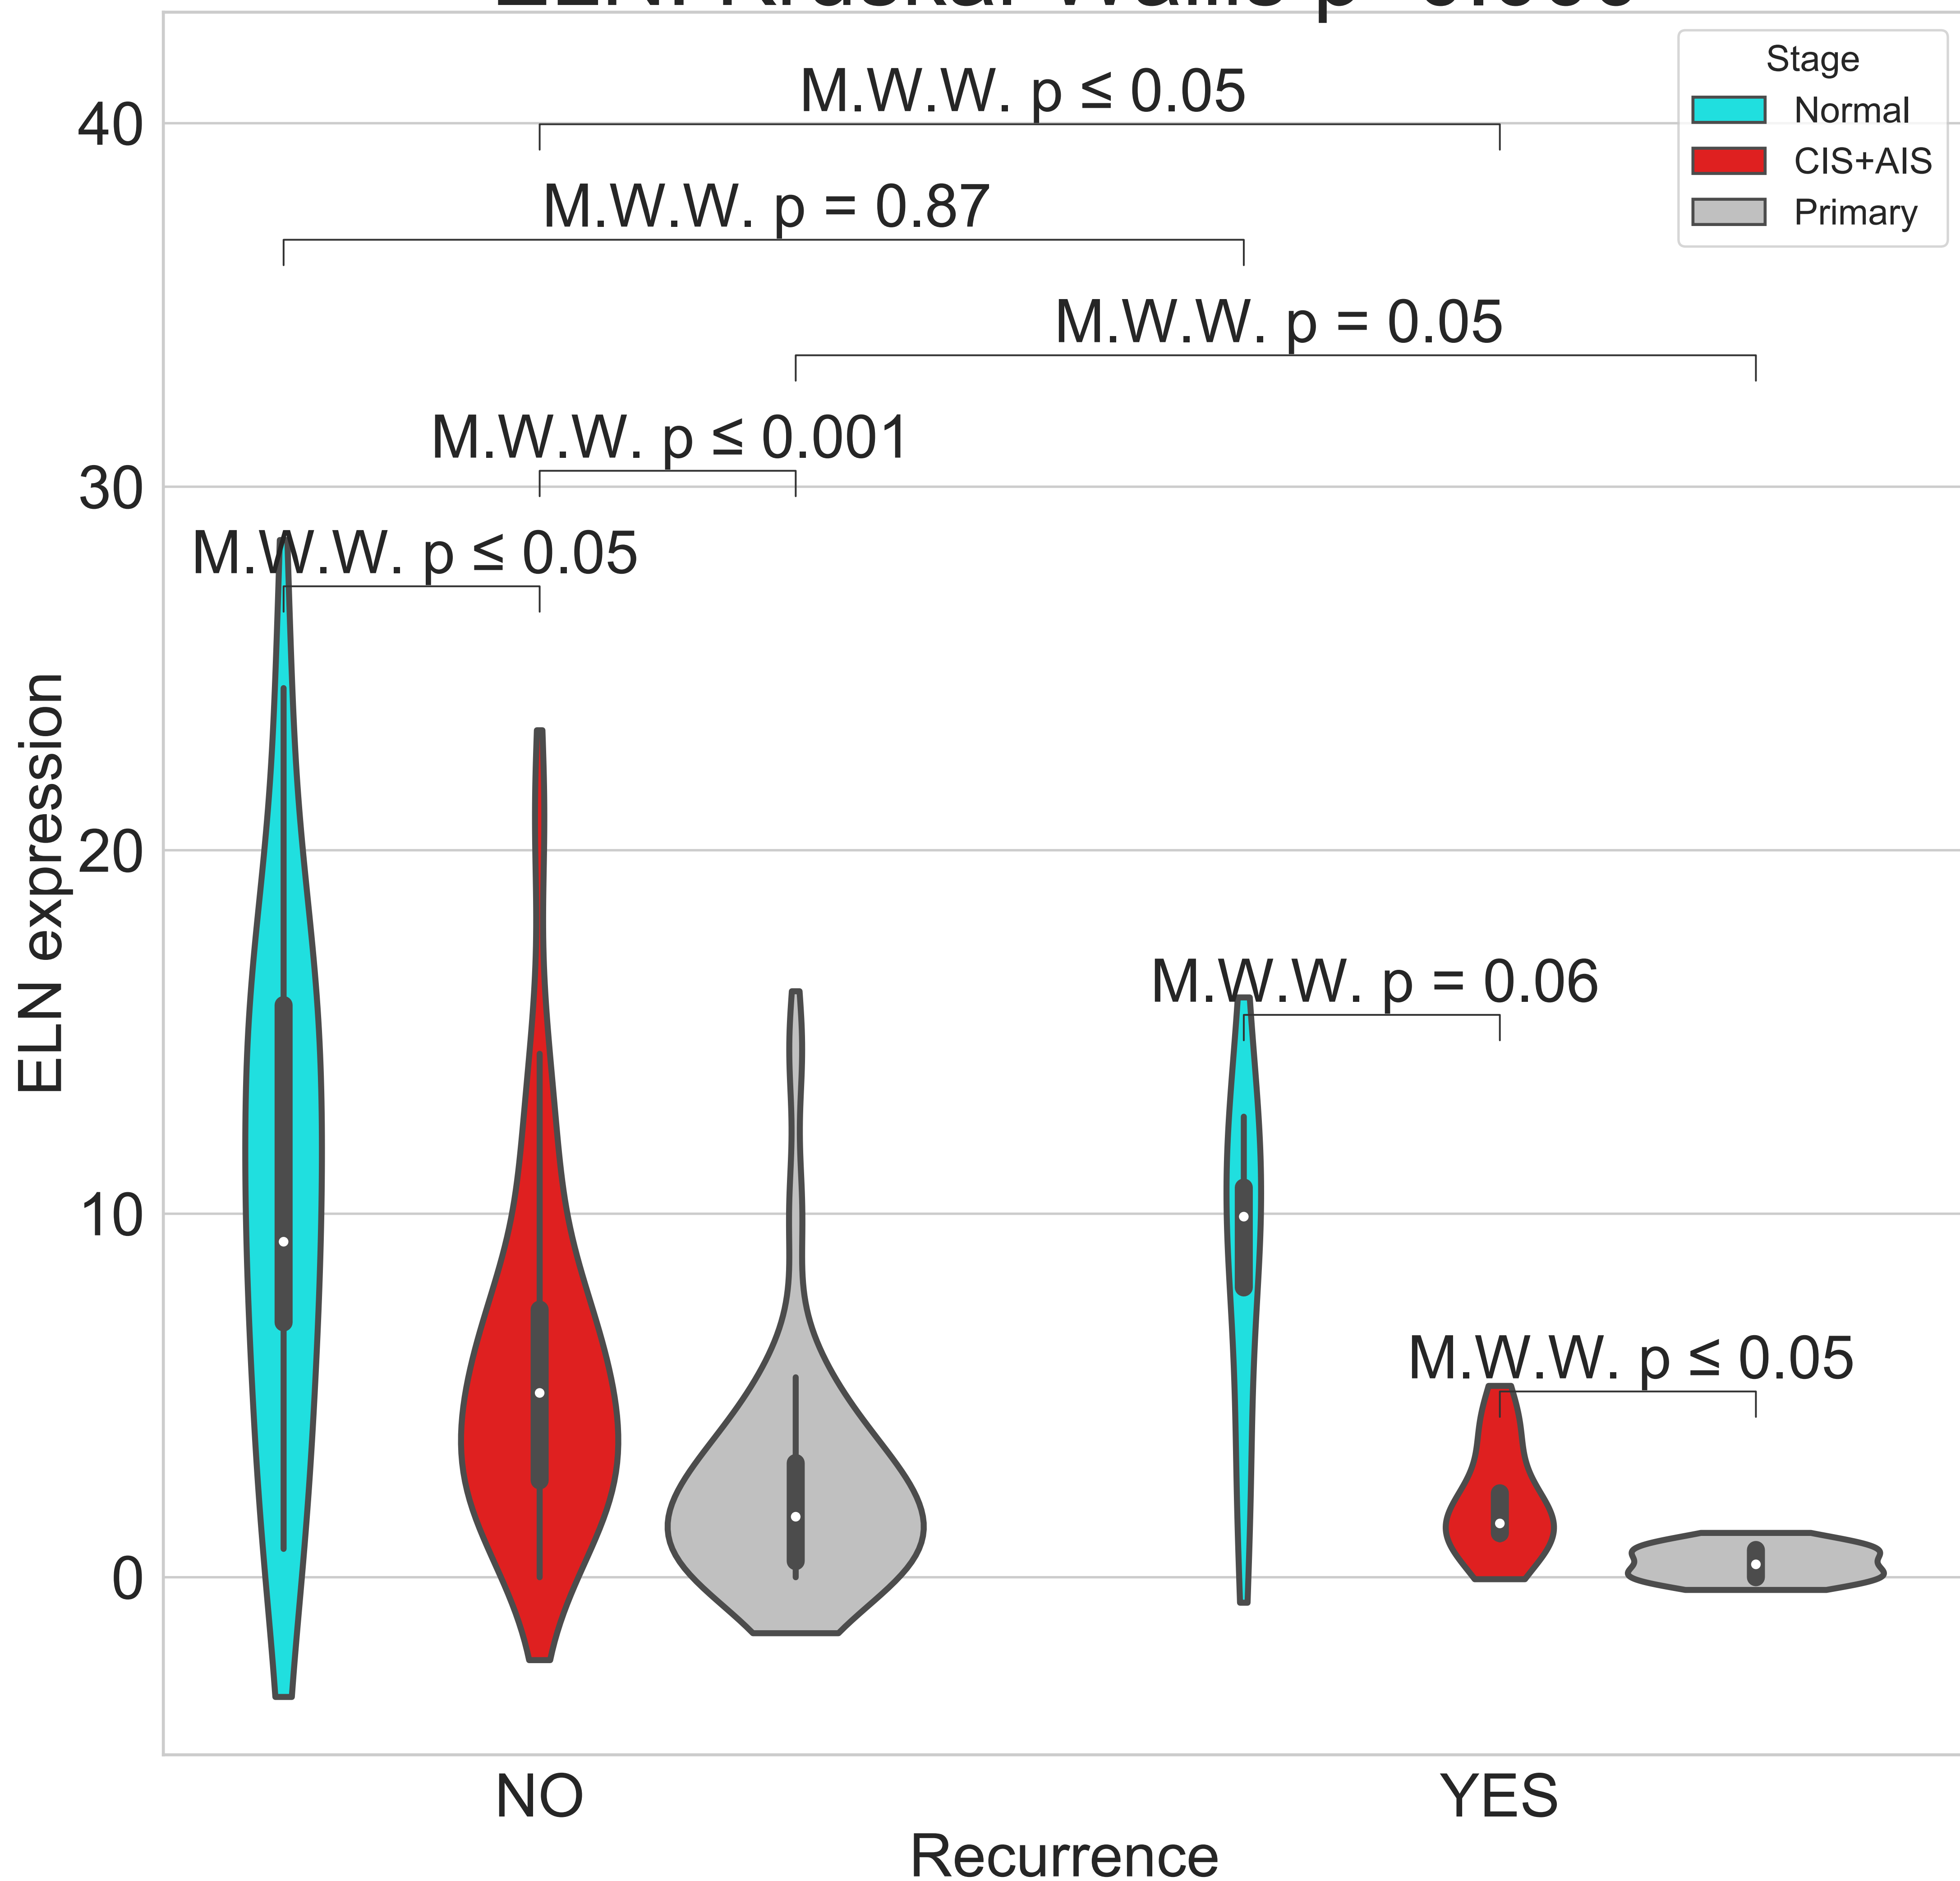 Stage
Normal
CIS+AIS
Primary
M.W.W. p ≤ 0.05
M.W.W. p = 0.87
M.W.W. p = 0.05
M.W.W. p ≤ 0.001
M.W.W. p ≤ 0.05
M.W.W. p = 0.06
M.W.W. p ≤ 0.05
40
30
20
10
0
ELN expression
NO
YES
Recurrence